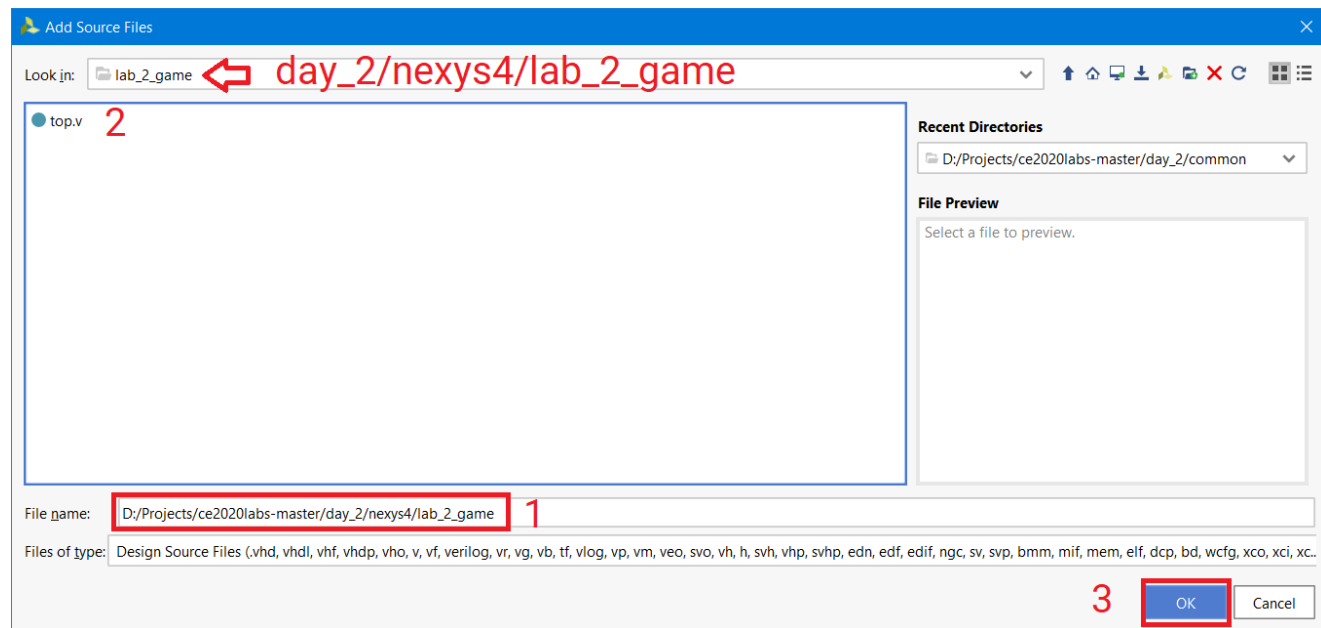 Add Source Files
Look in: lab_2_game day_2/nexys4/lab_2_game
top.v 2
Recent Directories
D:/Projects/ce2020labs-master/day_2/common
File Preview
Select a file to preview.
File name: D:/Projects/ce2020labs-master/day_2/nexys4/lab_2_game 1
Files of type: Design Source Files (.vhd, vhdl, vhf, vhdp, vho, v, vf, verilog, vr, vg, vb, tf, vlog, vp, vm, veo, svo, vh, h, svh, vhp, svhp, edn, edf, edif, ngc, sv, svp, bmm, mif, mem, elf, dcp, bd, wcfg, xco, xci, xc..
3 OK Cancel